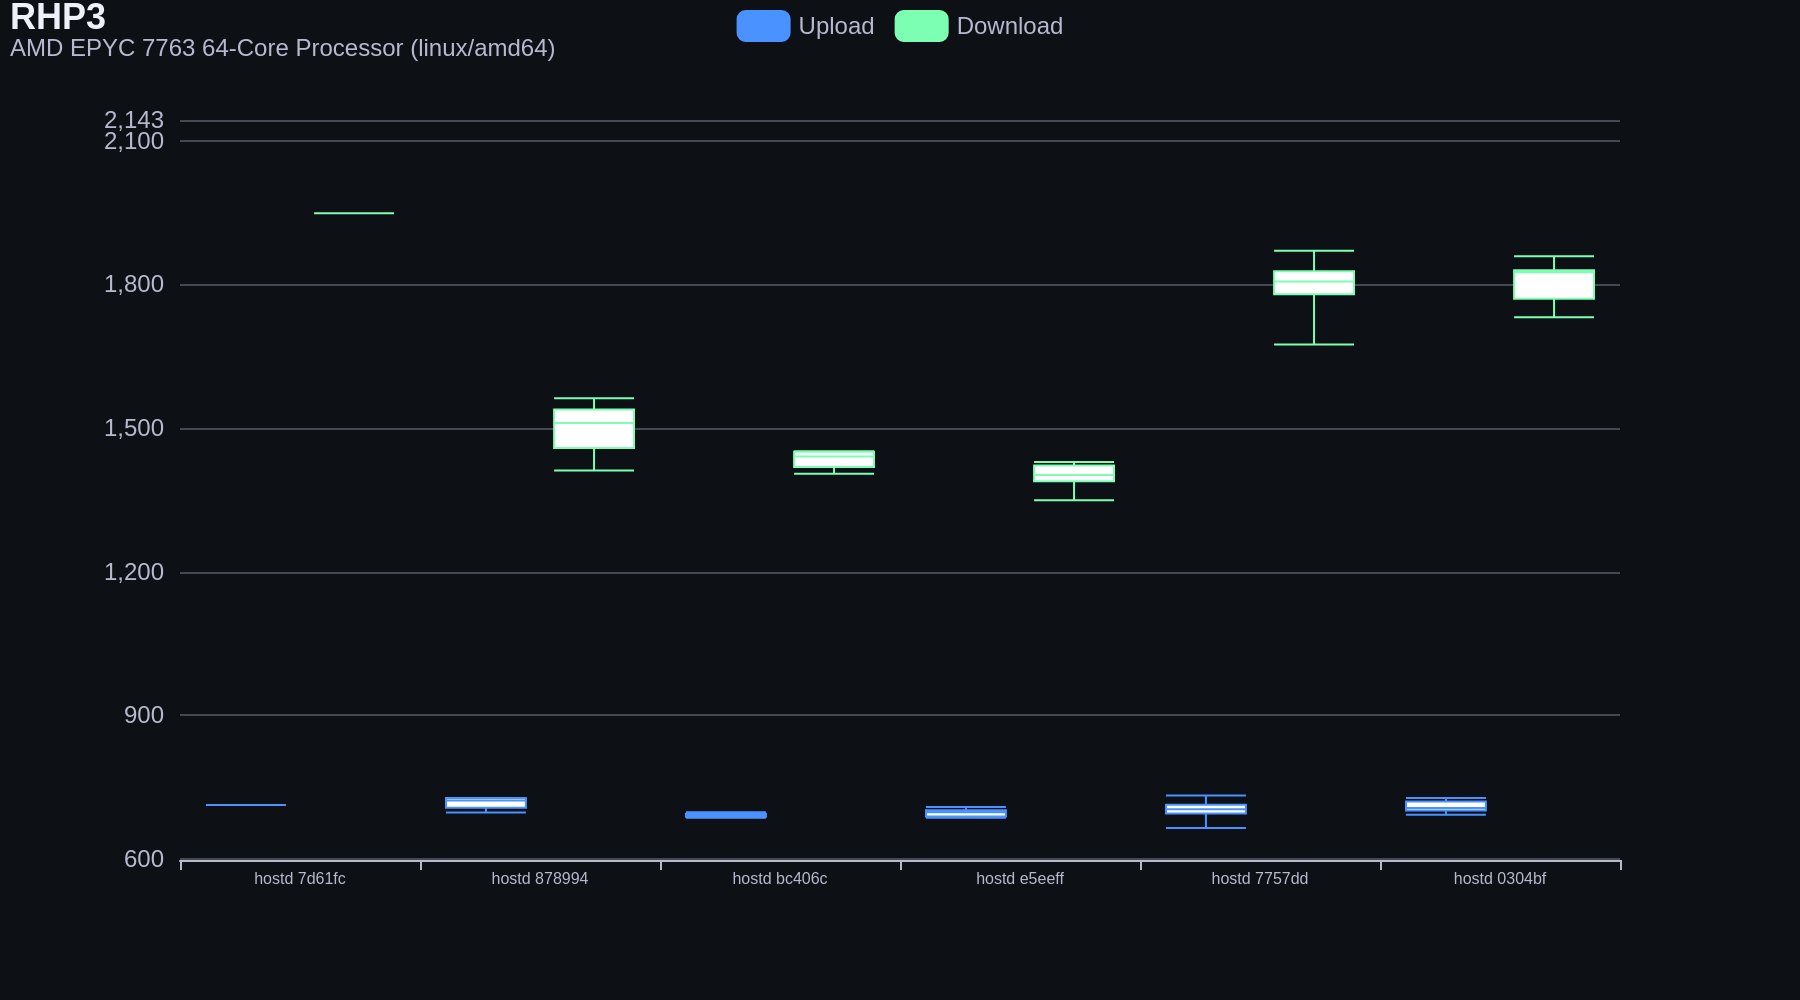 RHP3
AMD EPYC 7763 64-Core Processor (linux/amd64)
Upload Download
2,143
2,100
1,800
1,500
1,200
900
600
hostd 7d61fc hostd 878994 hostd bc406c hostd e5eeff hostd 7757dd hostd 0304bf